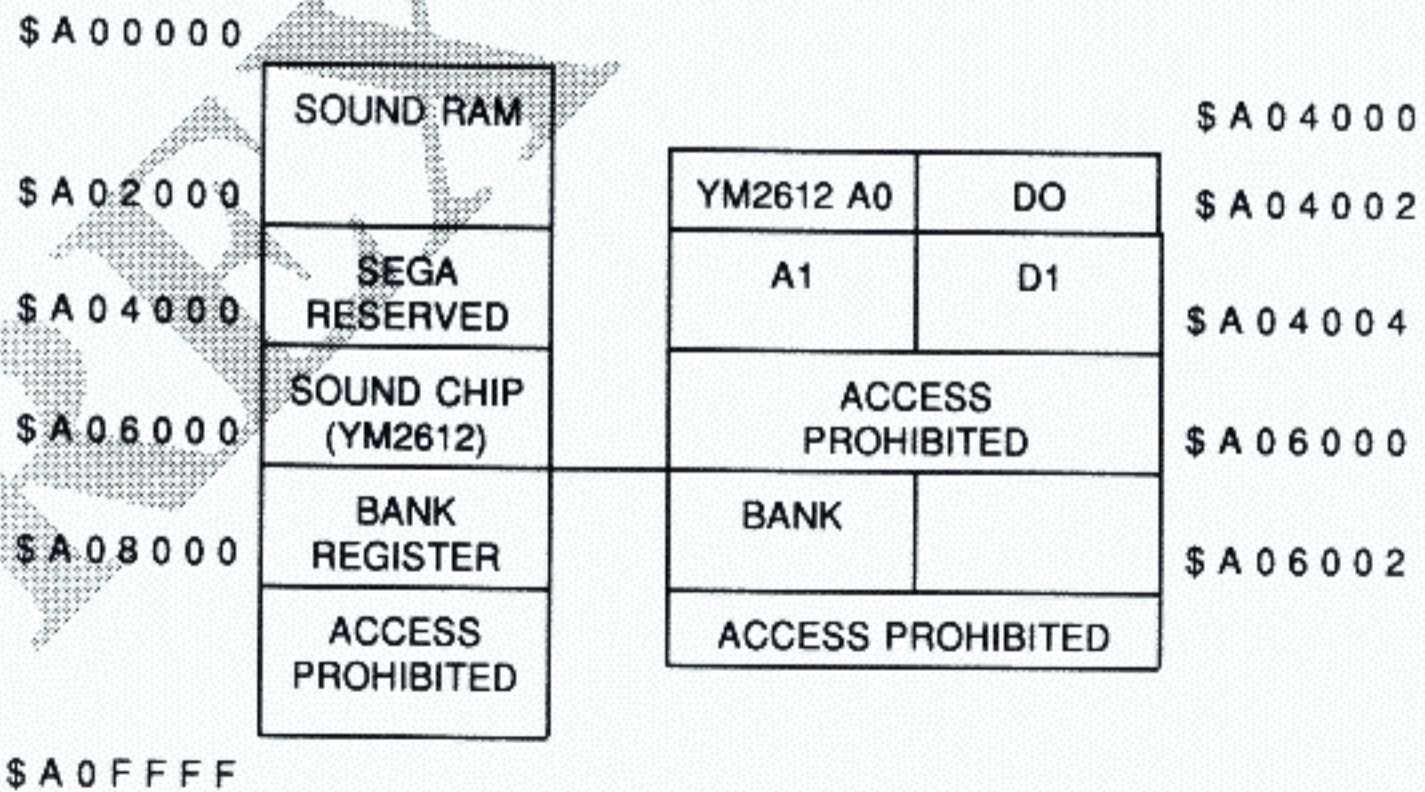 $A00000
SOUND RAM
$A02000
SEGA
RESERVED
$A04000
SOUND CHIP
(YM2612)
$A06000
BANK
REGISTER
$A08000
ACCESS
PROHIBITED
$A0FFFF
$A04000
YM2612 A0
DO
$A04002
A1
D1
$A04004
ACCESS
PROHIBITED
$A06000
BANK
$A06002
ACCESS PROHIBITED